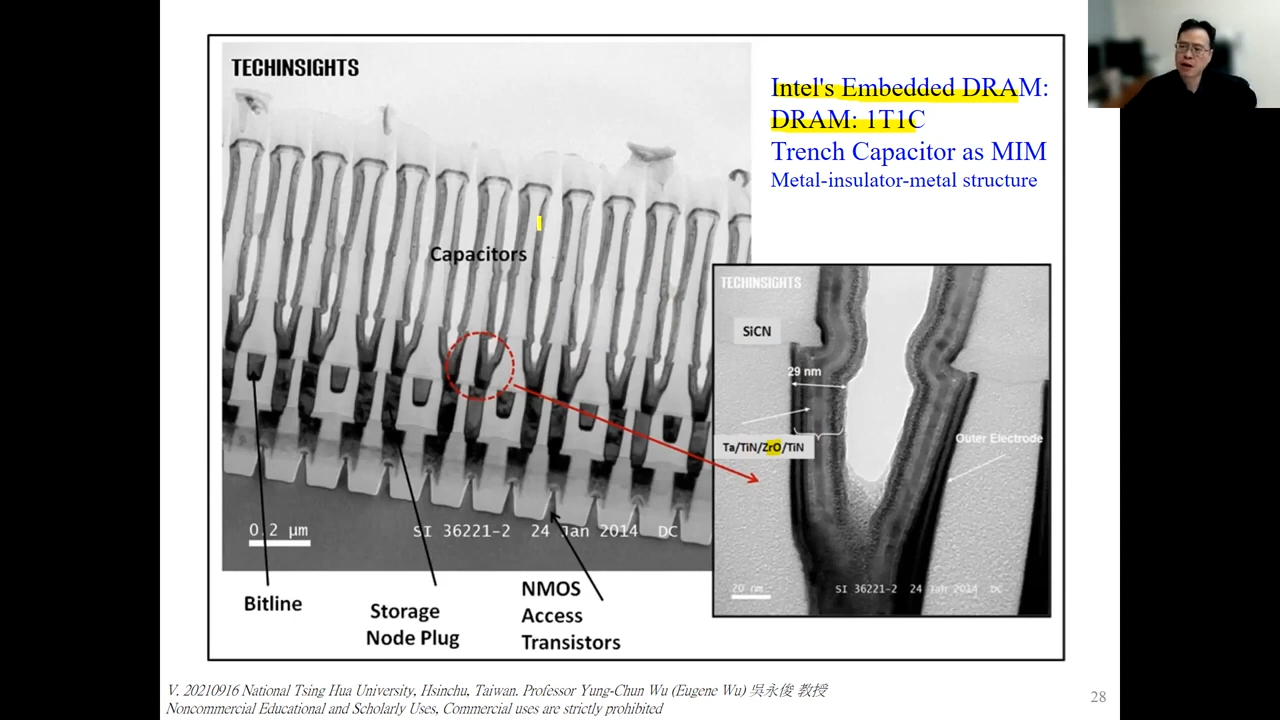 TECHINSIGHTS
Intel's Embedded DRAM:
DRAM: 1T1C
Trench Capacitor as MIM
Metal-insulator-metal structure
Capacitors
TECHINSIGHTS
SiCN
29 nm
Ta/TiN/ZrO/TiN
Outer Electrode
20 nm
SI 36221-2 24 Jan 2014 DC
0.2 μm
SI 36221-2 24 Jan 2014 DC
Bitline
Storage
Node Plug
NMOS
Access
Transistors
V. 20210916 National Tsing Hua University, Hsinchu, Taiwan. Professor Yung-Chun Wu (Eugene Wu) 吳永俊 教授
Noncommercial Educational and Scholarly Uses, Commercial uses are strictly prohibited
28